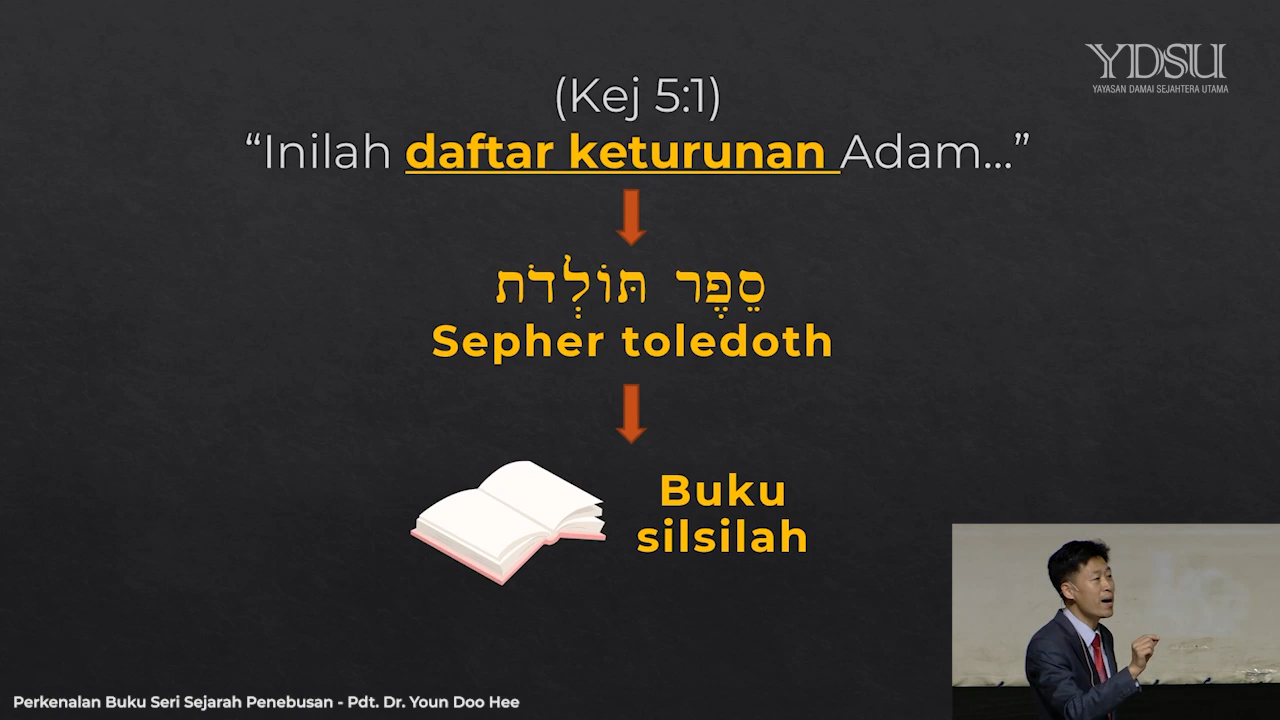 YDSU
YAYASAN DAMAI SEJAHTERA UTAMA
(Kej 5:1)
“Inilah daftar keturunan Adam...”
סֵפֶר תּוֹלְדֹת
Sepher toledoth
Buku
silsilah
Perkenalan Buku Seri Sejarah Penebusan - Pdt. Dr. Youn Doo Hee